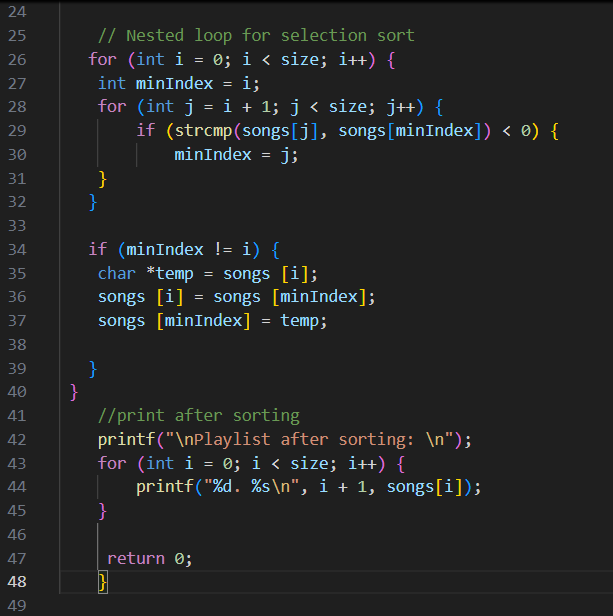 24
25 // Nested loop for selection sort
26 for (int i = 0; i < size; i++) {
27 int minIndex = i;
28 for (int j = i + 1; j < size; j++) {
29 if (strcmp(songs[j], songs[minIndex]) < 0) {
30 minIndex = j;
31 }
32 }
33
34 if (minIndex != i) {
35 char *temp = songs [i];
36 songs [i] = songs [minIndex];
37 songs [minIndex] = temp;
38
39 }
40 }
41 //print after sorting
42 printf("\nPlaylist after sorting: \n");
43 for (int i = 0; i < size; i++) {
44 printf("%d. %s\n", i + 1, songs[i]);
45 }
46
47 return 0;
48 }
49